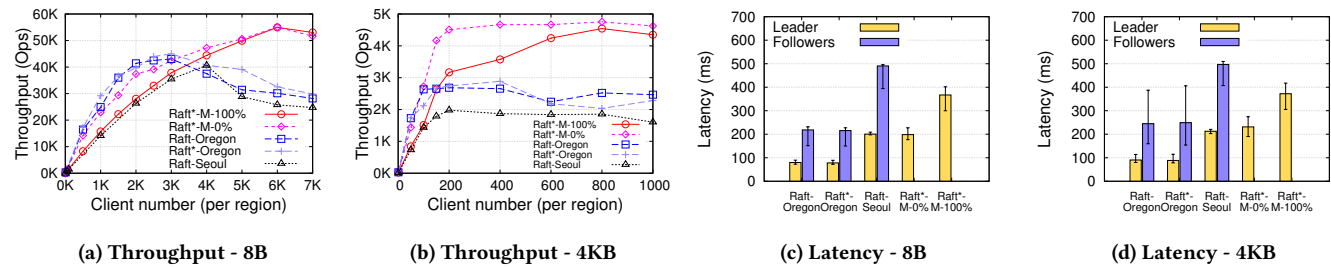 60K
50K
40K
30K
20K
10K
0K
Throughput (Ops)
Raft*-M-100%
Raft*-M-0%
Raft-Oregon
Raft*-Oregon
Raft-Seoul
0K 1K 2K 3K 4K 5K 6K 7K
Client number (per region)
(a) Throughput - 8B
5K
4K
3K
2K
1K
0K
Throughput (Ops)
Raft*-M-100%
Raft*-M-0%
Raft-Oregon
Raft*-Oregon
Raft-Seoul
0 200 400 600 800 1000
Client number (per region)
(b) Throughput - 4KB
700
600
500
400
300
200
100
0
Latency (ms)
Leader
Followers
Raft-Oregon
Raft*-Oregon
Raft-Seoul
Raft*-M-0%
Raft*-M-100%
(c) Latency - 8B
700
600
500
400
300
200
100
0
Latency (ms)
Leader
Followers
Raft-Oregon
Raft*-Oregon
Raft-Seoul
Raft*-M-0%
Raft*-M-100%
(d) Latency - 4KB